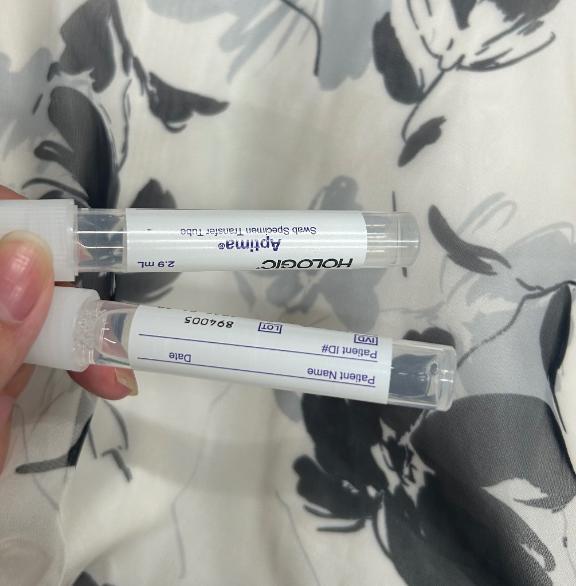 HOLOGIC
Aptima®
2.9 mL
Swab Specimen Transfer Tube
Patient Name
Date
Patient ID#
IVD
LOT
894005